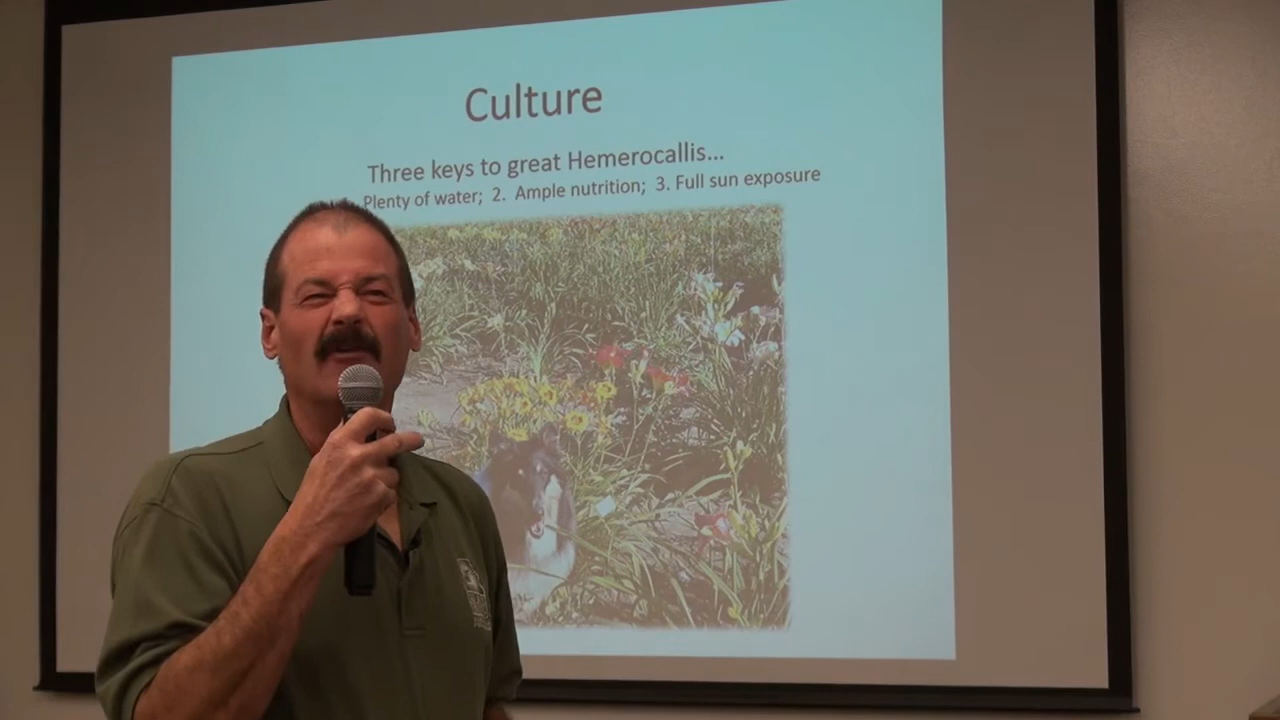 Culture
Three keys to great Hemerocallis...
Plenty of water; 2. Ample nutrition; 3. Full sun exposure